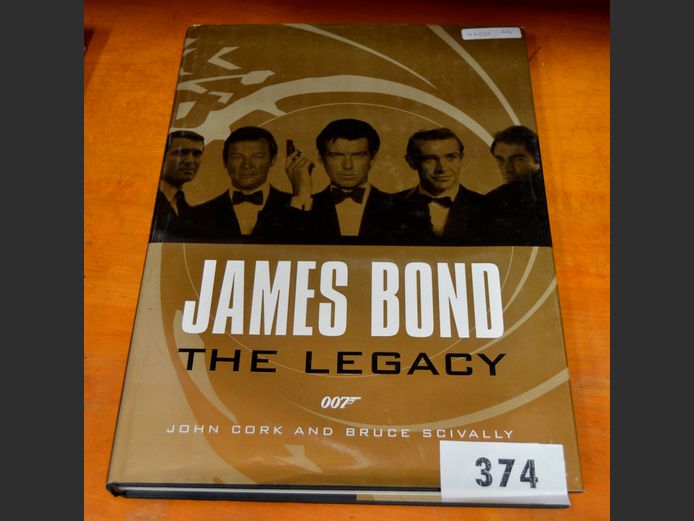 JAMES BOND
THE LEGACY
007
JOHN CORK AND BRUCE SCIVALLY
374